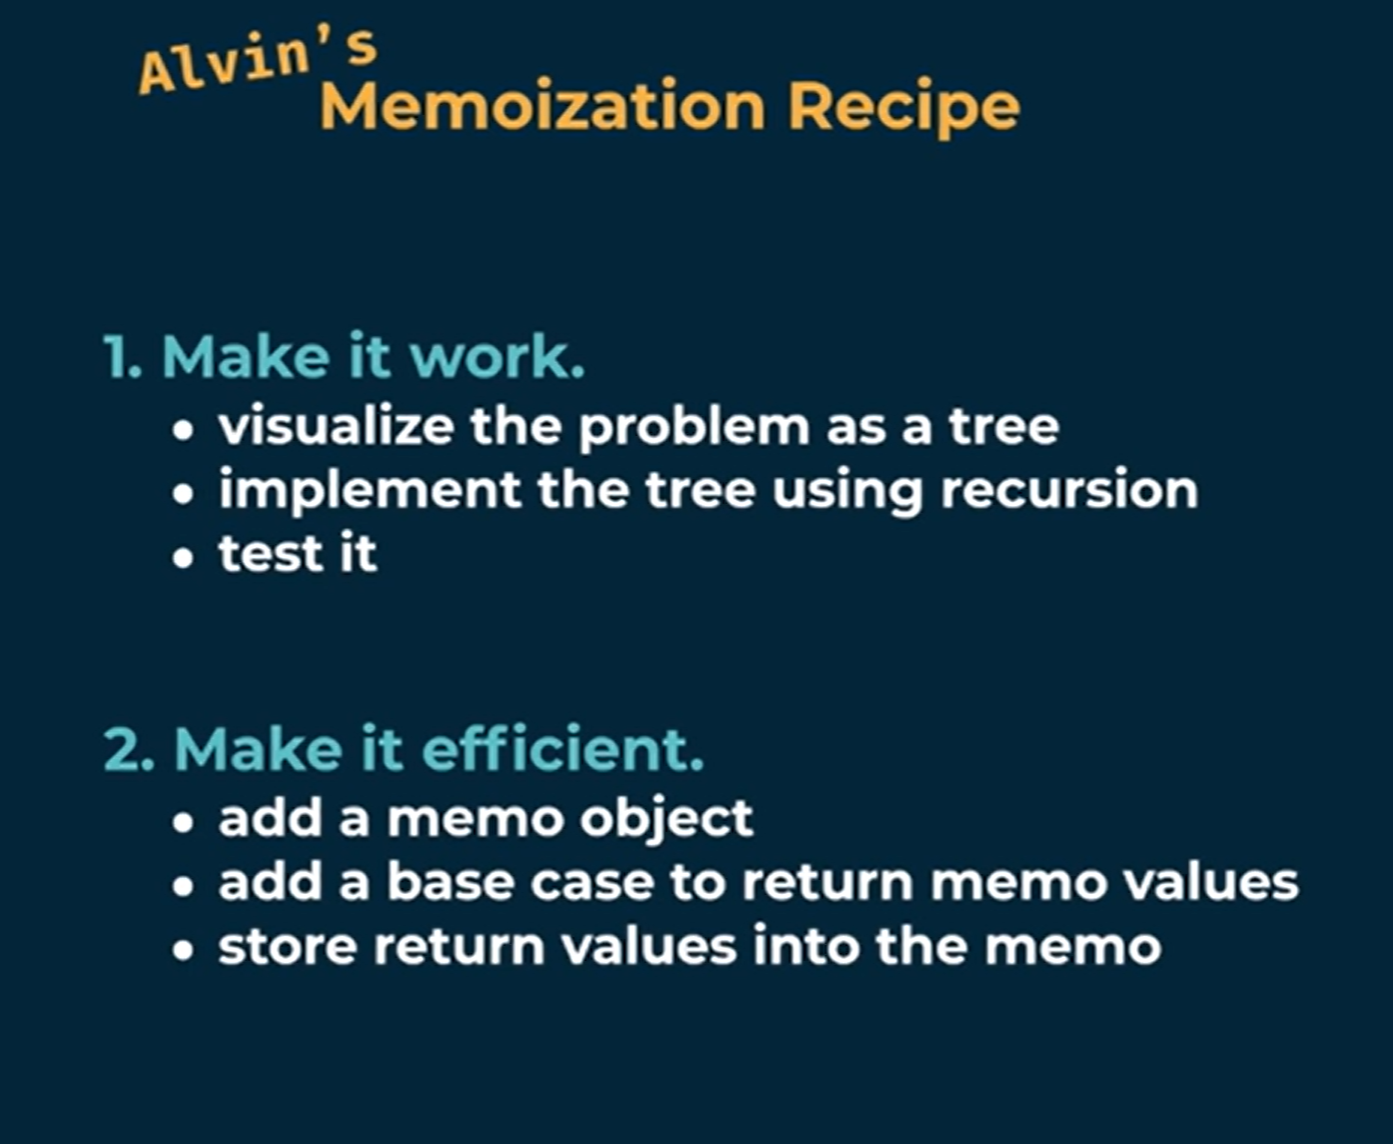 Alvin's
Memoization Recipe
1. Make it work.
• visualize the problem as a tree
• implement the tree using recursion
• test it
2. Make it efficient.
• add a memo object
• add a base case to return memo values
• store return values into the memo